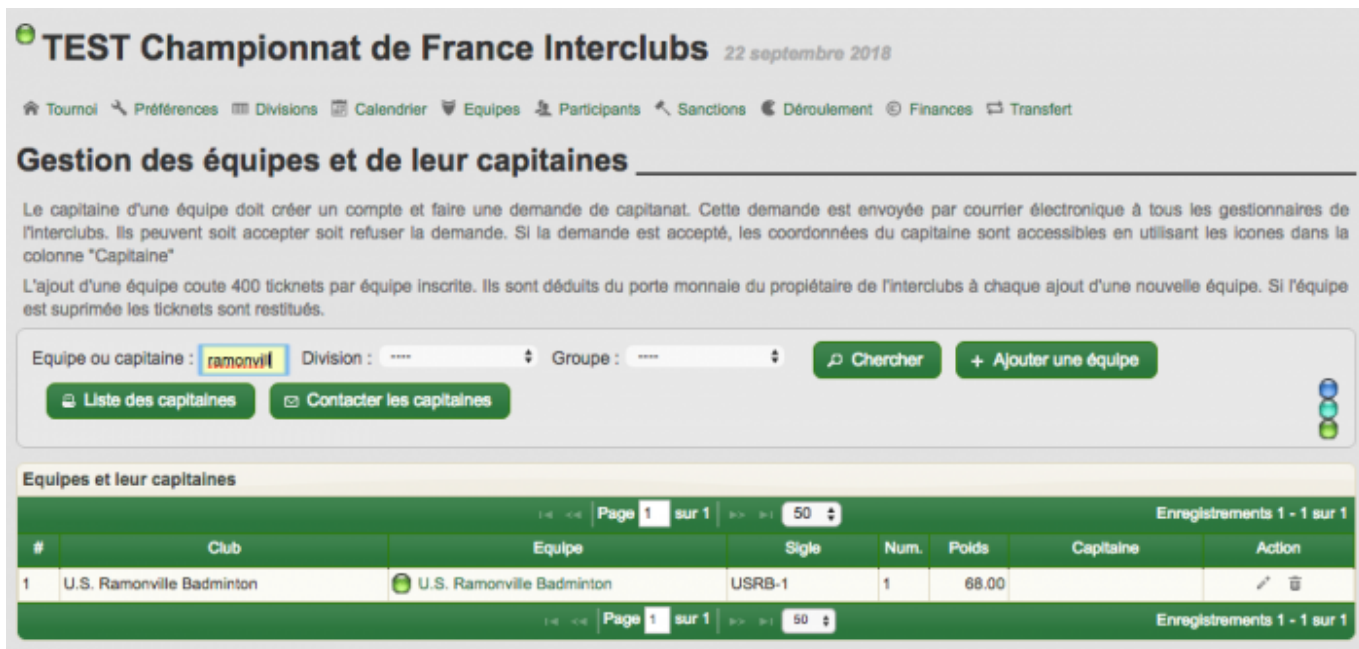 TEST Championnat de France Interclubs 22 septembre 2018
Tournoi Préférences Divisions Calendrier Equipes Participants Sanctions Déroulement Finances Transfert
Gestion des équipes et de leur capitaines
Le capitaine d'une équipe doit créer un compte et faire une demande de capitanat. Cette demande est envoyée par courrier électronique à tous les gestionnaires de
l'interclubs. Ils peuvent soit accepter soit refuser la demande. Si la demande est accepté, les coordonnées du capitaine sont accessibles en utilisant les icones dans la
colonne "Capitaine"
L'ajout d'une équipe coute 400 ticknets par équipe inscrite. Ils sont déduits du porte monnaie du propiétaire de l'interclubs à chaque ajout d'une nouvelle équipe. Si l'équipe
est suprimée les ticknets sont restitués.
Equipe ou capitaine : ramonvill Division : ---- Groupe : ---- Chercher + Ajouter une équipe
Liste des capitaines Contacter les capitaines
Equipes et leur capitaines
Page 1 sur 1 50 Enregistrements 1 - 1 sur 1
# Club Equipe Sigle Num. Poids Capitaine Action
1 U.S. Ramonville Badminton U.S. Ramonville Badminton USRB-1 1 68.00
Page 1 sur 1 50 Enregistrements 1 - 1 sur 1